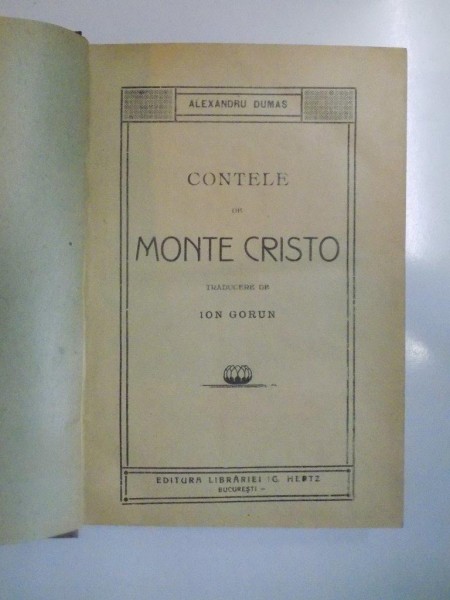 ALEXANDRU DUMAS
CONTELE
DE
MONTE CRISTO
TRADUCERE DE
ION GORUN
EDITURA LIBRĂRIEI C. HERTZ
BUCUREȘTI –